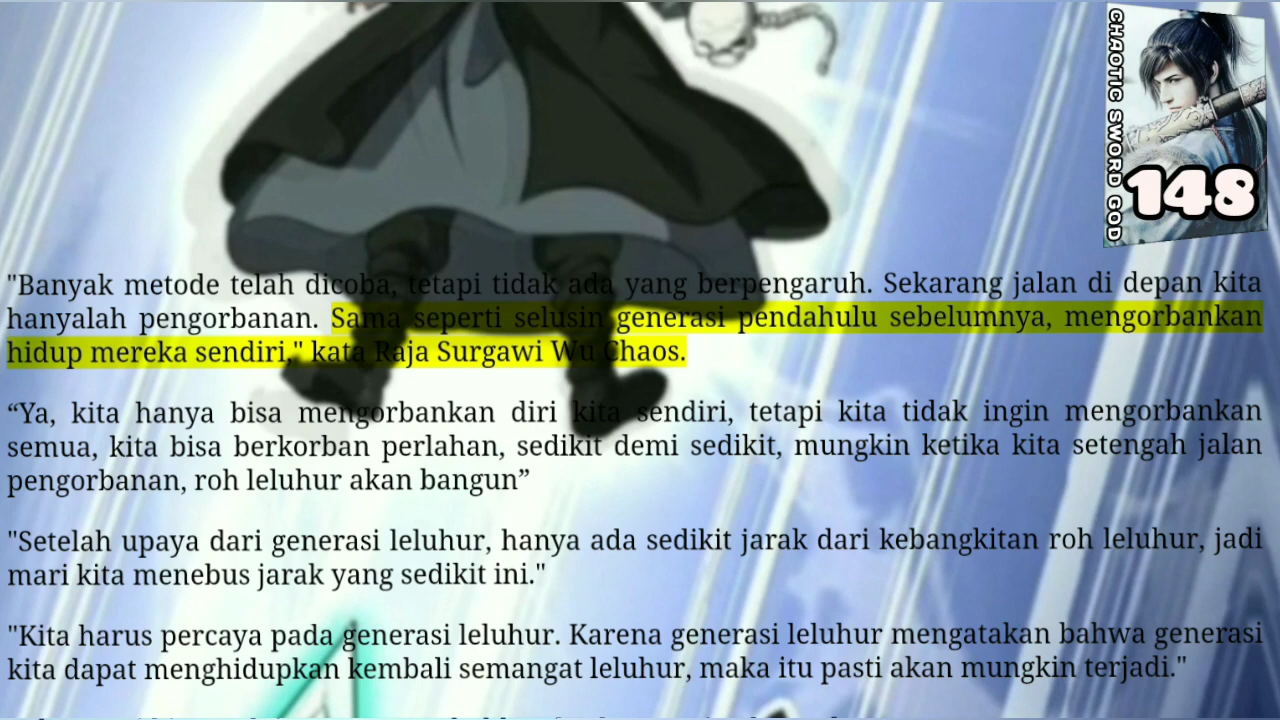 CHAOTIC SWORD GOD
148
"Banyak metode telah dicoba, tetapi tidak ada yang berpengaruh. Sekarang jalan di depan kita
hanyalah pengorbanan. Sama seperti selusin generasi pendahulu sebelumnya, mengorbankan
hidup mereka sendiri," kata Raja Surgawi Wu Chaos.
“Ya, kita hanya bisa mengorbankan diri kita sendiri, tetapi kita tidak ingin mengorbankan
semua, kita bisa berkorban perlahan, sedikit demi sedikit, mungkin ketika kita setengah jalan
pengorbanan, roh leluhur akan bangun”
"Setelah upaya dari generasi leluhur, hanya ada sedikit jarak dari kebangkitan roh leluhur, jadi
mari kita menebus jarak yang sedikit ini."
"Kita harus percaya pada generasi leluhur. Karena generasi leluhur mengatakan bahwa generasi
kita dapat menghidupkan kembali semangat leluhur, maka itu pasti akan mungkin terjadi."